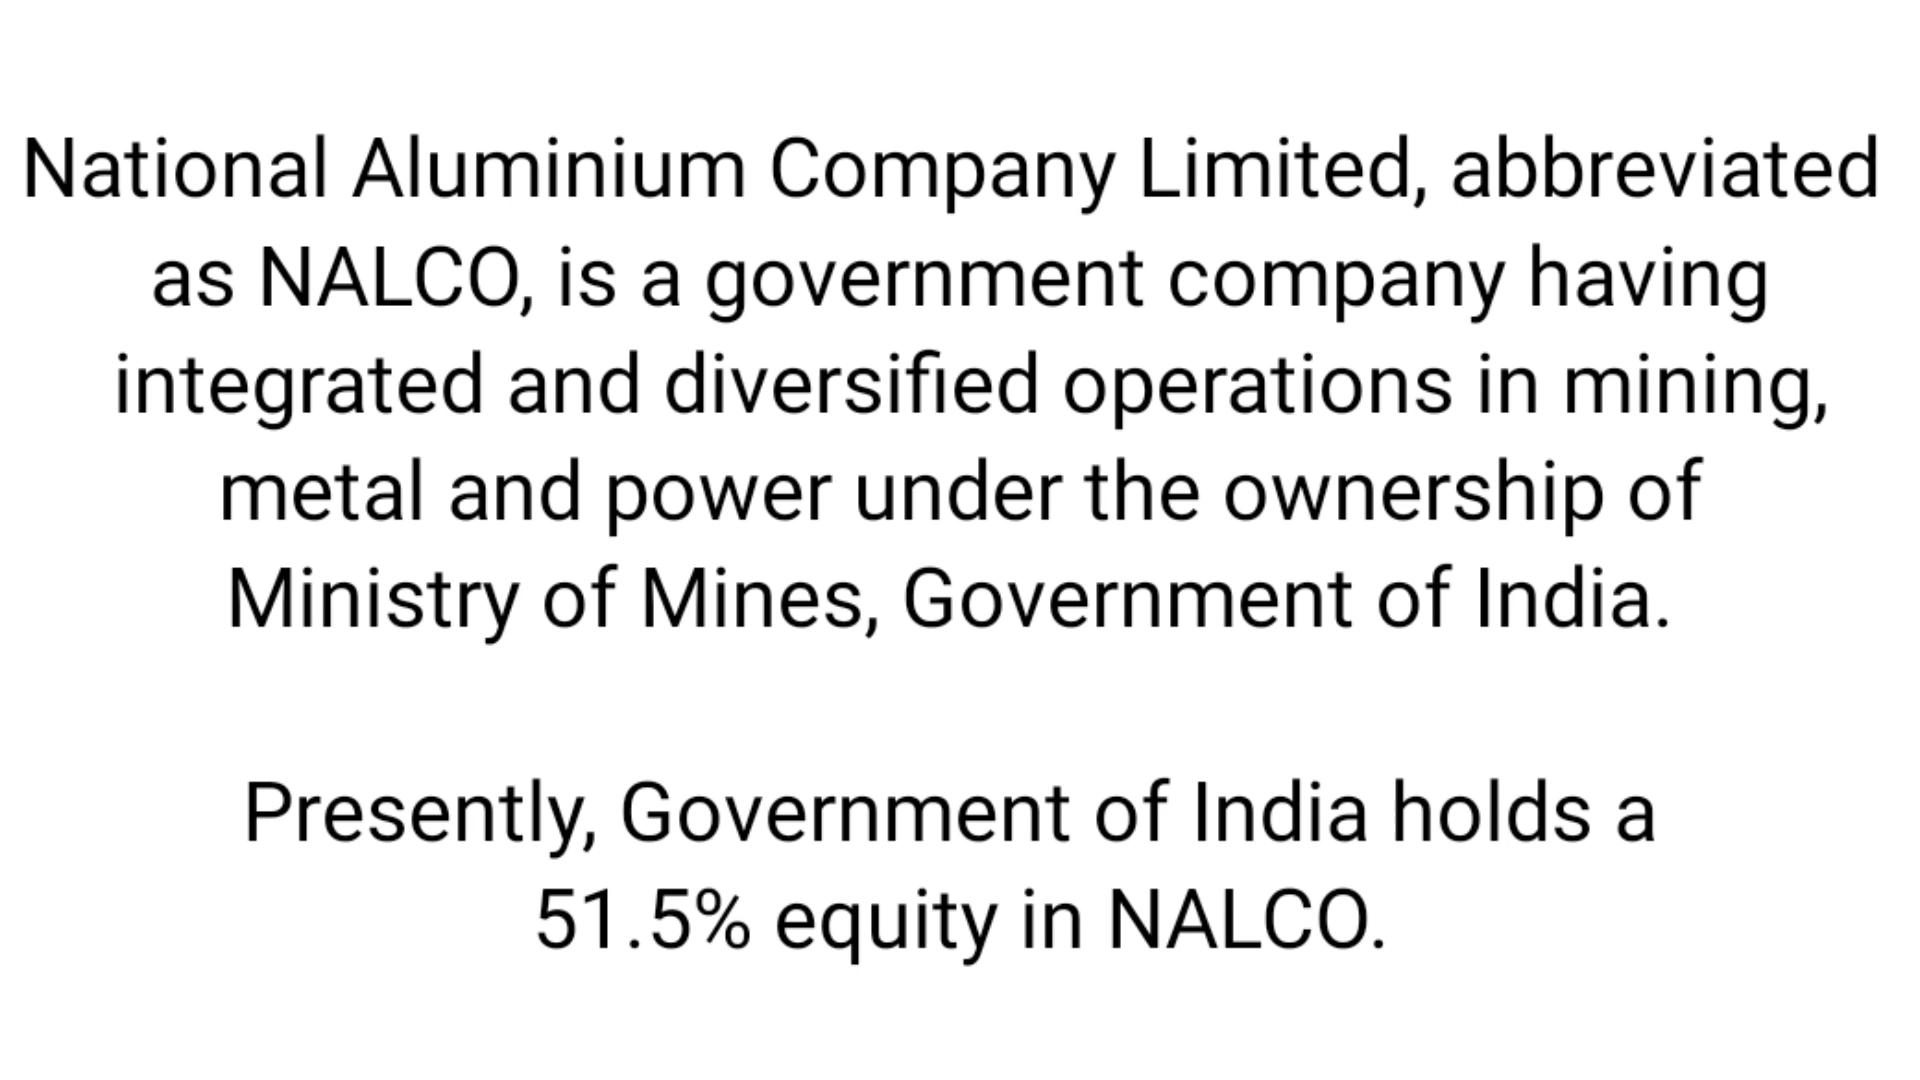 National Aluminium Company Limited, abbreviated
as NALCO, is a government company having
integrated and diversified operations in mining,
metal and power under the ownership of
Ministry of Mines, Government of India.
Presently, Government of India holds a
51.5% equity in NALCO.